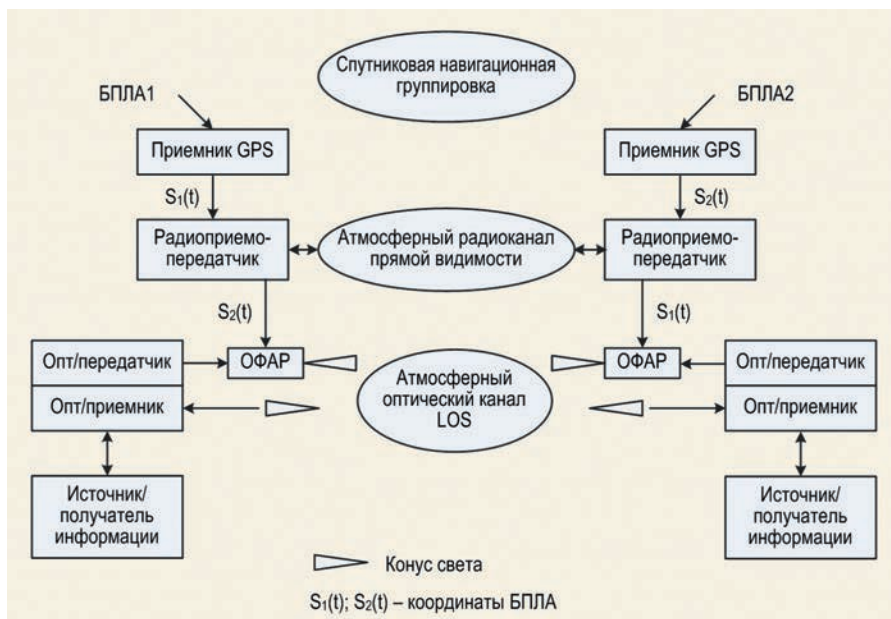 Спутниковая навигационная
группировка
БПЛА1
БПЛА2
Приемник GPS
Приемник GPS
S₁(t)
S₂(t)
Радиоприемо-
передатчик
Атмосферный радиоканал
прямой видимости
Радиоприемо-
передатчик
S₂(t)
S₁(t)
Опт/передатчик
ОФАР
ОФАР
Опт/передатчик
Опт/приемник
Атмосферный
оптический канал
LOS
Опт/приемник
Источник/
получатель
информации
Источник/
получатель
информации
Конус света
S₁(t); S₂(t) – координаты БПЛА